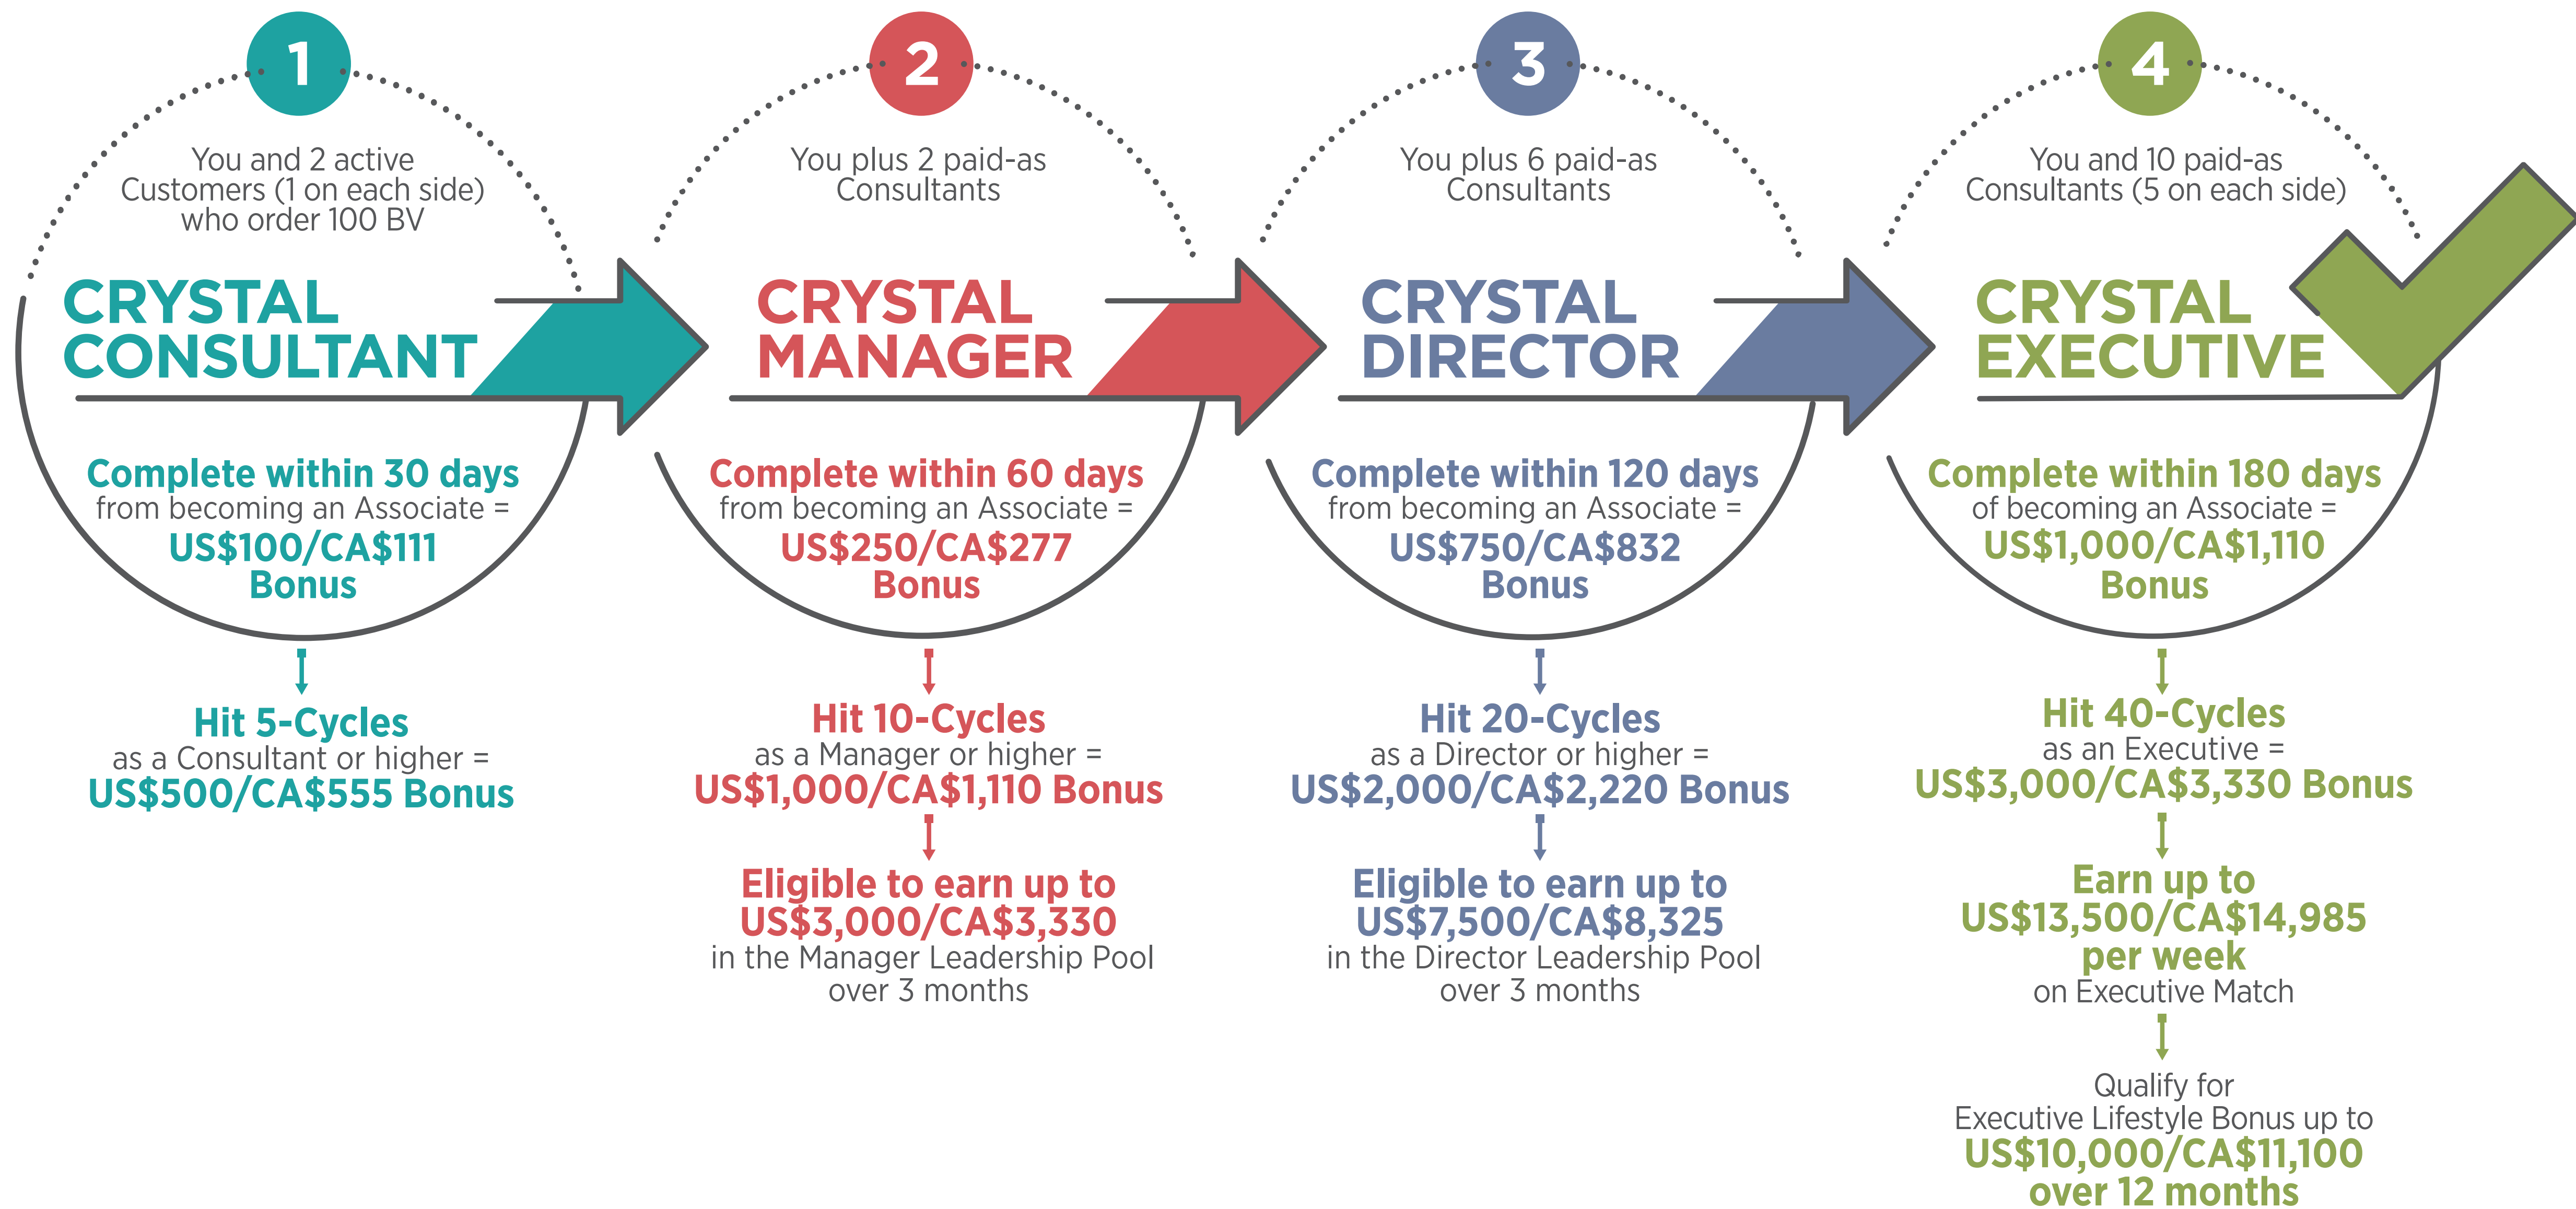 1
You and 2 active
Customers (1 on each side)
who order 100 BV
CRYSTAL
CONSULTANT
Complete within 30 days
from becoming an Associate =
US$100/CA$111
Bonus
Hit 5-Cycles
as a Consultant or higher =
US$500/CA$555 Bonus
2
You plus 2 paid-as
Consultants
CRYSTAL
MANAGER
Complete within 60 days
from becoming an Associate =
US$250/CA$277
Bonus
Hit 10-Cycles
as a Manager or higher =
US$1,000/CA$1,110 Bonus
Eligible to earn up to
US$3,000/CA$3,330
in the Manager Leadership Pool
over 3 months
3
You plus 6 paid-as
Consultants
CRYSTAL
DIRECTOR
Complete within 120 days
from becoming an Associate =
US$750/CA$832
Bonus
Hit 20-Cycles
as a Director or higher =
US$2,000/CA$2,220 Bonus
Eligible to earn up to
US$7,500/CA$8,325
in the Director Leadership Pool
over 3 months
4
You and 10 paid-as
Consultants (5 on each side)
CRYSTAL
EXECUTIVE
Complete within 180 days
of becoming an Associate =
US$1,000/CA$1,110
Bonus
Hit 40-Cycles
as an Executive =
US$3,000/CA$3,330 Bonus
Earn up to
US$13,500/CA$14,985
per week
on Executive Match
Qualify for
Executive Lifestyle Bonus up to
US$10,000/CA$11,100
over 12 months